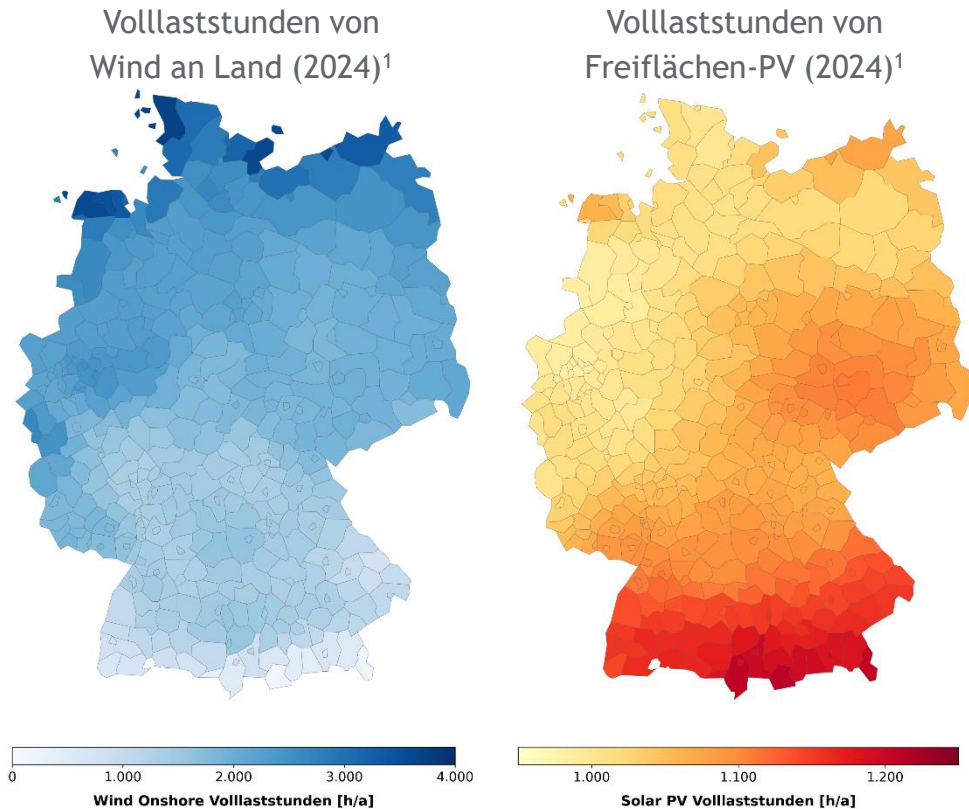 Volllaststunden von
Wind an Land (2024)¹
Volllaststunden von
Freiflächen-PV (2024)¹
0 1.000 2.000 3.000 4.000
Wind Onshore Volllaststunden [h/a]
1.000 1.100 1.200
Solar PV Volllaststunden [h/a]